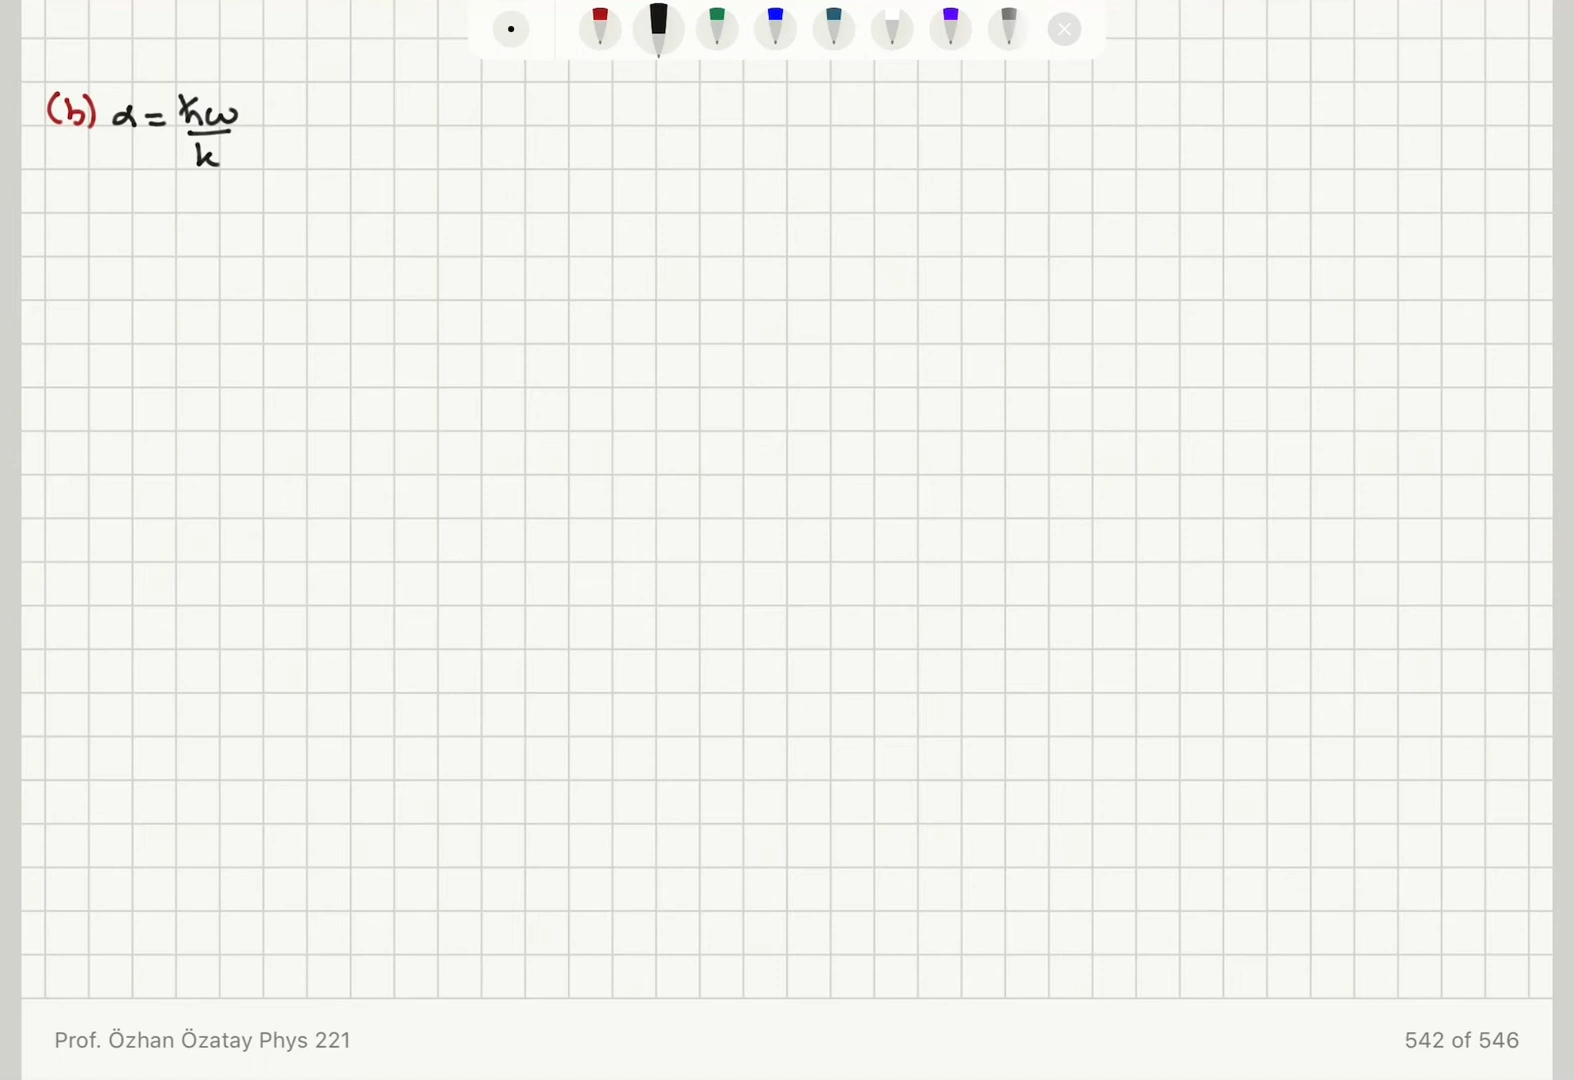 (b) α = ħω
k
Prof. Özhan Özatay Phys 221
542 of 546